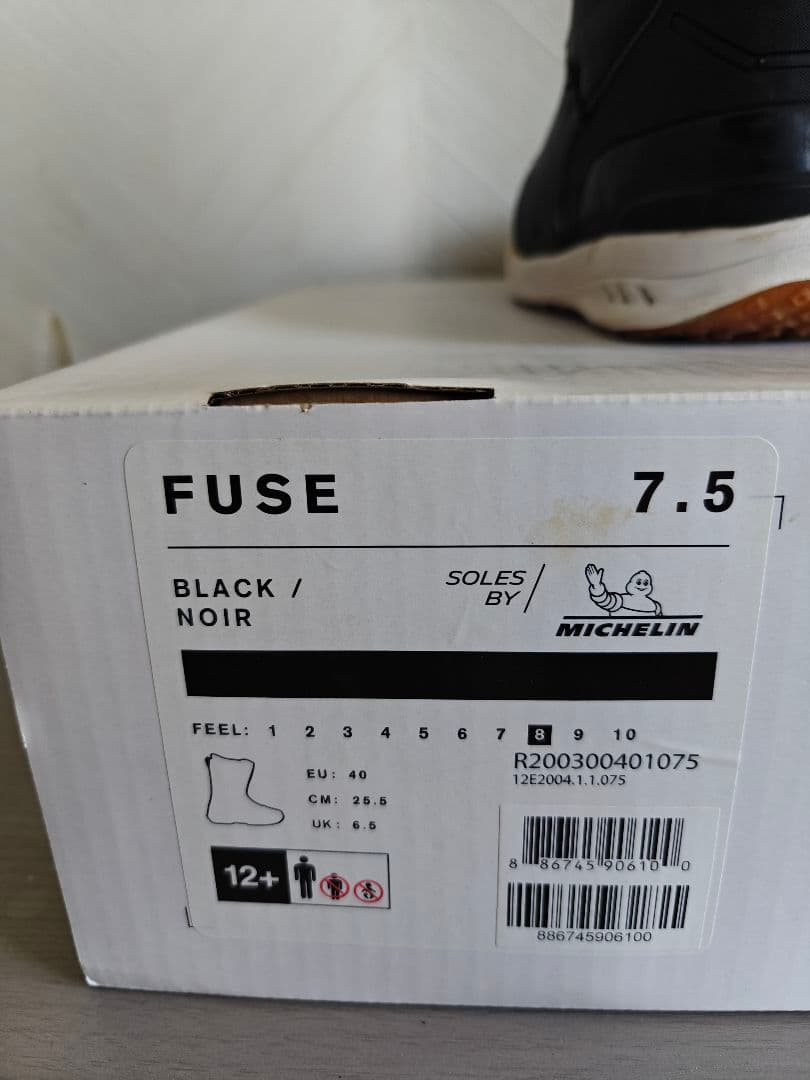 FUSE 7.5
BLACK / NOIR
SOLES BY / MICHELIN
FEEL: 1 2 3 4 5 6 7 8 9 10
R200300401075
12E2004.1.1.075
EU: 40
CM: 25.5
UK: 6.5
12+
8 86745 90610 0
886745906100